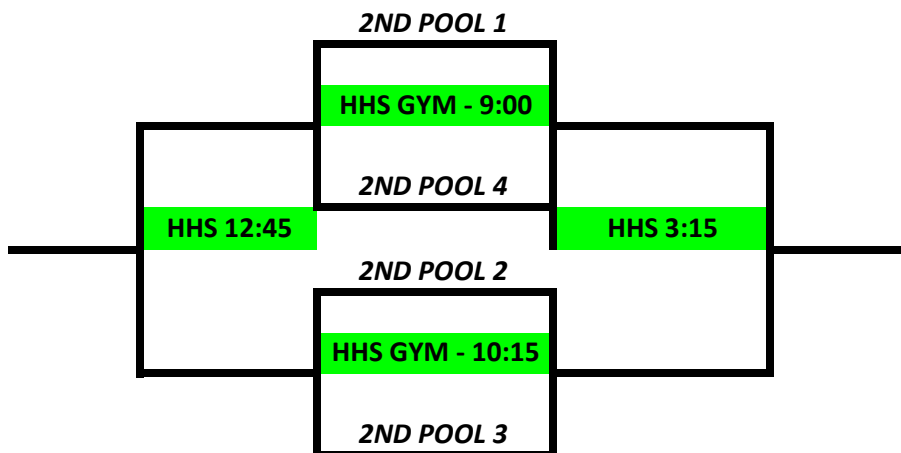 2ND POOL 1
HHS GYM - 9:00
2ND POOL 4
HHS 12:45
HHS 3:15
2ND POOL 2
HHS GYM - 10:15
2ND POOL 3